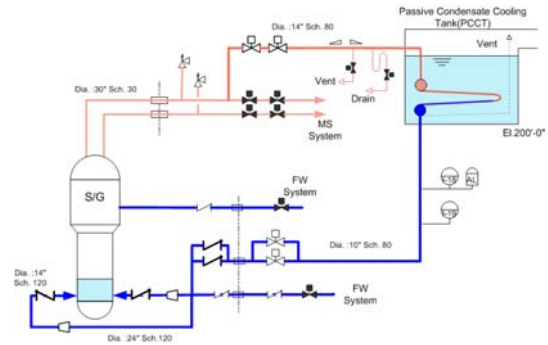 Passive Condensate Cooling
Tank(PCCT)
Dia. :14" Sch. 80
Vent
Dia. :30" Sch. 30
Vent
Drain
MS
System
El.200'-0"
S/G
FW
System
AL
Dia. :10" Sch. 80
Dia. :14"
Sch. 120
FW
System
Dia. :24" Sch.120